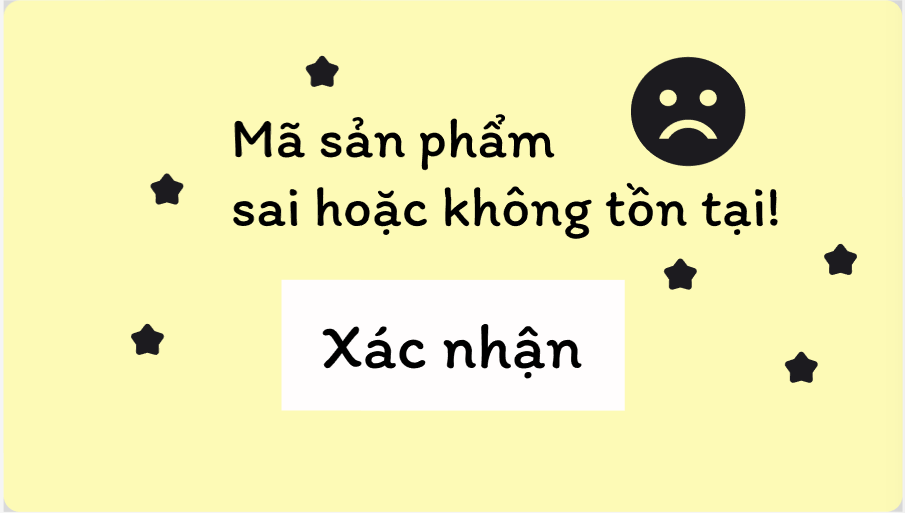 Mã sản phẩm
sai hoặc không tồn tại!
Xác nhận